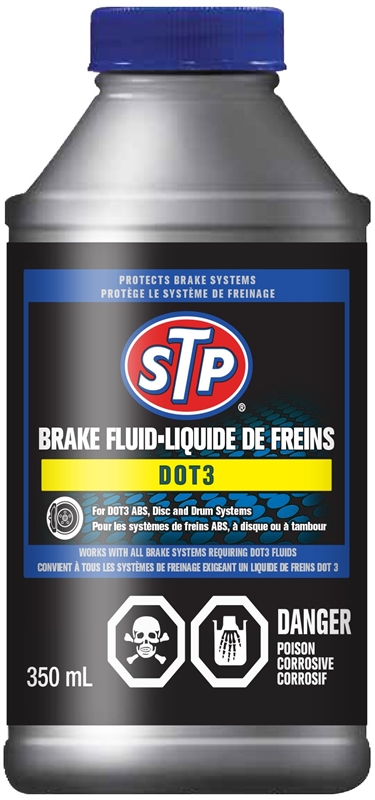 PROTECTS BRAKE SYSTEMS
PROTÈGE LE SYSTÈME DE FREINAGE
STP®
BRAKE FLUID•LIQUIDE DE FREINS
DOT3
For DOT3 ABS, Disc and Drum Systems
Pour les systèmes de freins ABS, à disque ou à tambour
WORKS WITH ALL BRAKE SYSTEMS REQUIRING DOT3 FLUIDS
CONVIENT À TOUS LES SYSTÈMES DE FREINAGE EXIGEANT UN LIQUIDE DE FREINS DOT 3
350 mL
DANGER
POISON
CORROSIVE
CORROSIF